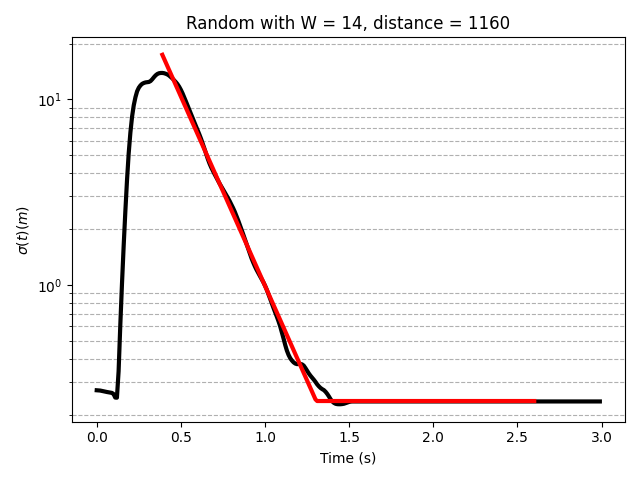 Random with W = 14, distance = 1160
σ(t)(m)
10¹
10⁰
0.0 0.5 1.0 1.5 2.0 2.5 3.0
Time (s)